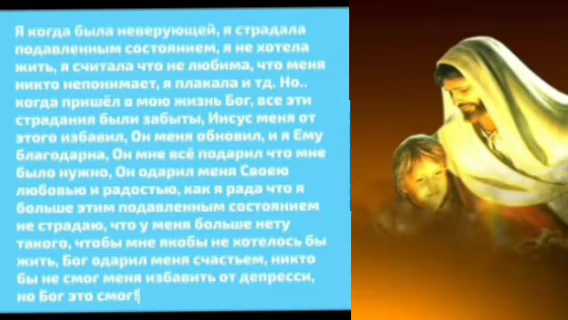 Я когда была неверующей, я страдала
подавленным состоянием, я не хотела
жить, я считала что не любима, что меня
никто непонимает, я плакала и тд. Но..
когда пришёл в мою жизнь Бог, все эти
страдания были забыты, Иисус меня от
этого избавил, Он меня обновил, и я Ему
благодарна, Он мне всё подарил что мне
было нужно, Он одарил меня Своею
любовью и радостью, как я рада что я
больше этим подавленным состоянием
не страдаю, что у меня больше нету
такого, чтобы мне якобы не хотелось бы
жить, Бог одарил меня счастьем, никто
бы не смог меня избавить от депресси,
но Бог это смог!